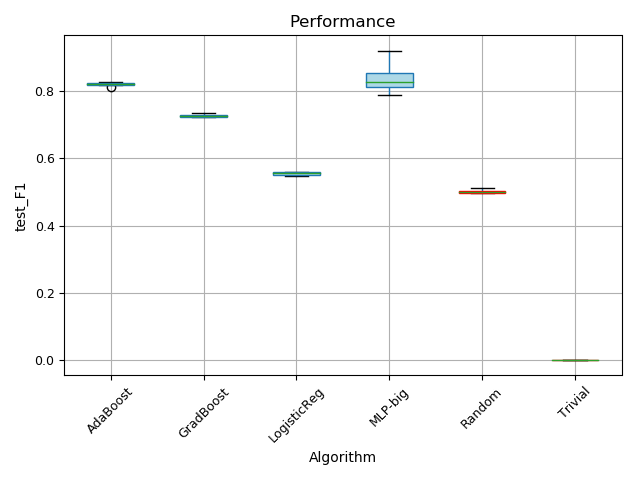 Performance
test_F1
0.8
0.6
0.4
0.2
0.0
AdaBoost
GradBoost
LogisticReg
MLP-big
Random
Trivial
Algorithm